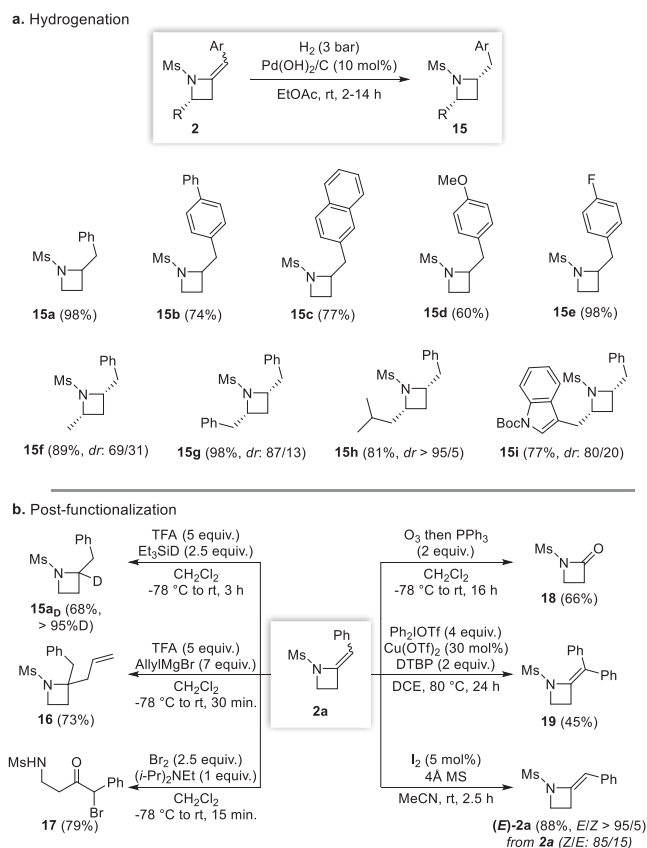 a. Hydrogenation
Ar
Ms
N
R
2
H2 (3 bar)
Pd(OH)2/C (10 mol%)
EtOAc, rt, 2-14 h
Ar
Ms
N
R
15
Ph
Ms
N
15a (98%)
Ph
Ms
N
15b (74%)
Ms
N
15c (77%)
MeO
Ms
N
15d (60%)
F
Ms
N
15e (98%)
Ph
Ms
N
15f (89%, dr: 69/31)
Ph
Ms
N
Ph
15g (98%, dr: 87/13)
Ph
Ms
N
15h (81%, dr > 95/5)
Ph
Ms
N
BocN
15i (77%, dr: 80/20)
b. Post-functionalization
Ph
Ms
N
D
15aD (68%,
> 95%D)
TFA (5 equiv.)
Et3SiD (2.5 equiv.)
CH2Cl2
-78 °C to rt, 3 h
O3 then PPh3
(2 equiv.)
CH2Cl2
-78 °C to rt, 16 h
Ms
N
O
18 (66%)
Ph
Ms
N
16 (73%)
TFA (5 equiv.)
AllylMgBr (7 equiv.)
CH2Cl2
-78 °C to rt, 30 min.
Ph
Ms
N
2a
Ph2IOTf (4 equiv.)
Cu(OTf)2 (30 mol%)
DTBP (2 equiv.)
DCE, 80 °C, 24 h
Ph
Ms
N
Ph
19 (45%)
MsHN
O
Ph
Br
17 (79%)
Br2 (2.5 equiv.)
(i-Pr)2NEt (1 equiv.)
CH2Cl2
-78 °C to rt, 15 min.
I2 (5 mol%)
4Å MS
MeCN, rt, 2.5 h
Ms
N
Ph
(E)-2a (88%, E/Z > 95/5)
from 2a (Z/E: 85/15)